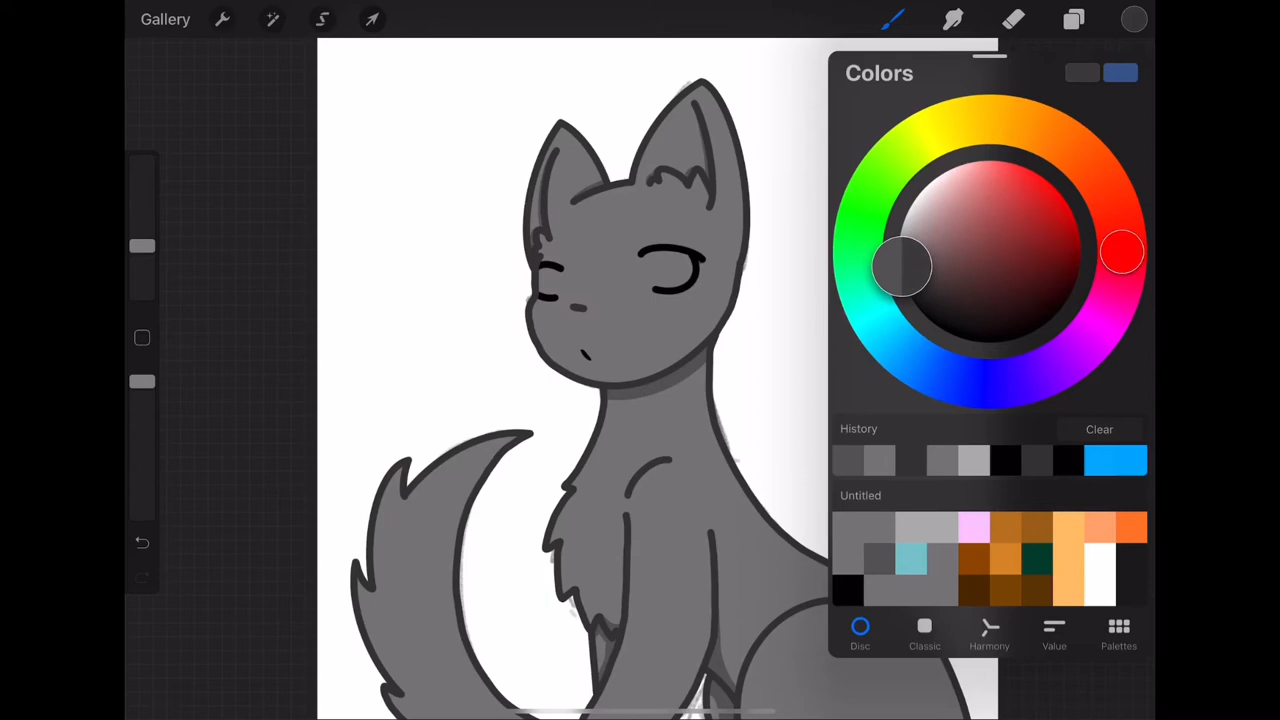 Gallery
Colors
History
Clear
Untitled
Disc
Classic
Harmony
Value
Palettes